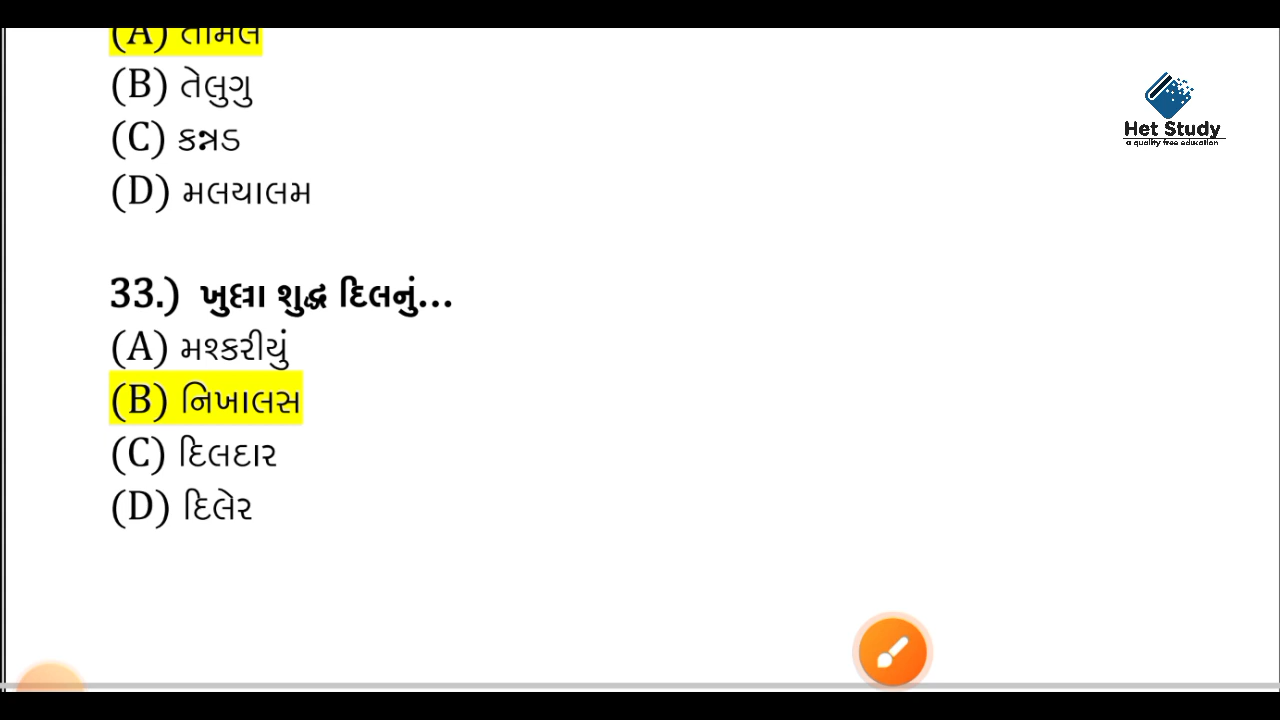 (A) તામિલ
(B) તેલુગુ
Het Study
a quality free education
(C) કન્નડ
(D) મલયાલમ
33.) ખુલ્લા શુદ્ધ દિલનું...
(A) મશ્કરીયું
(B) નિખાલસ
(C) દિલદાર
(D) દિલેર